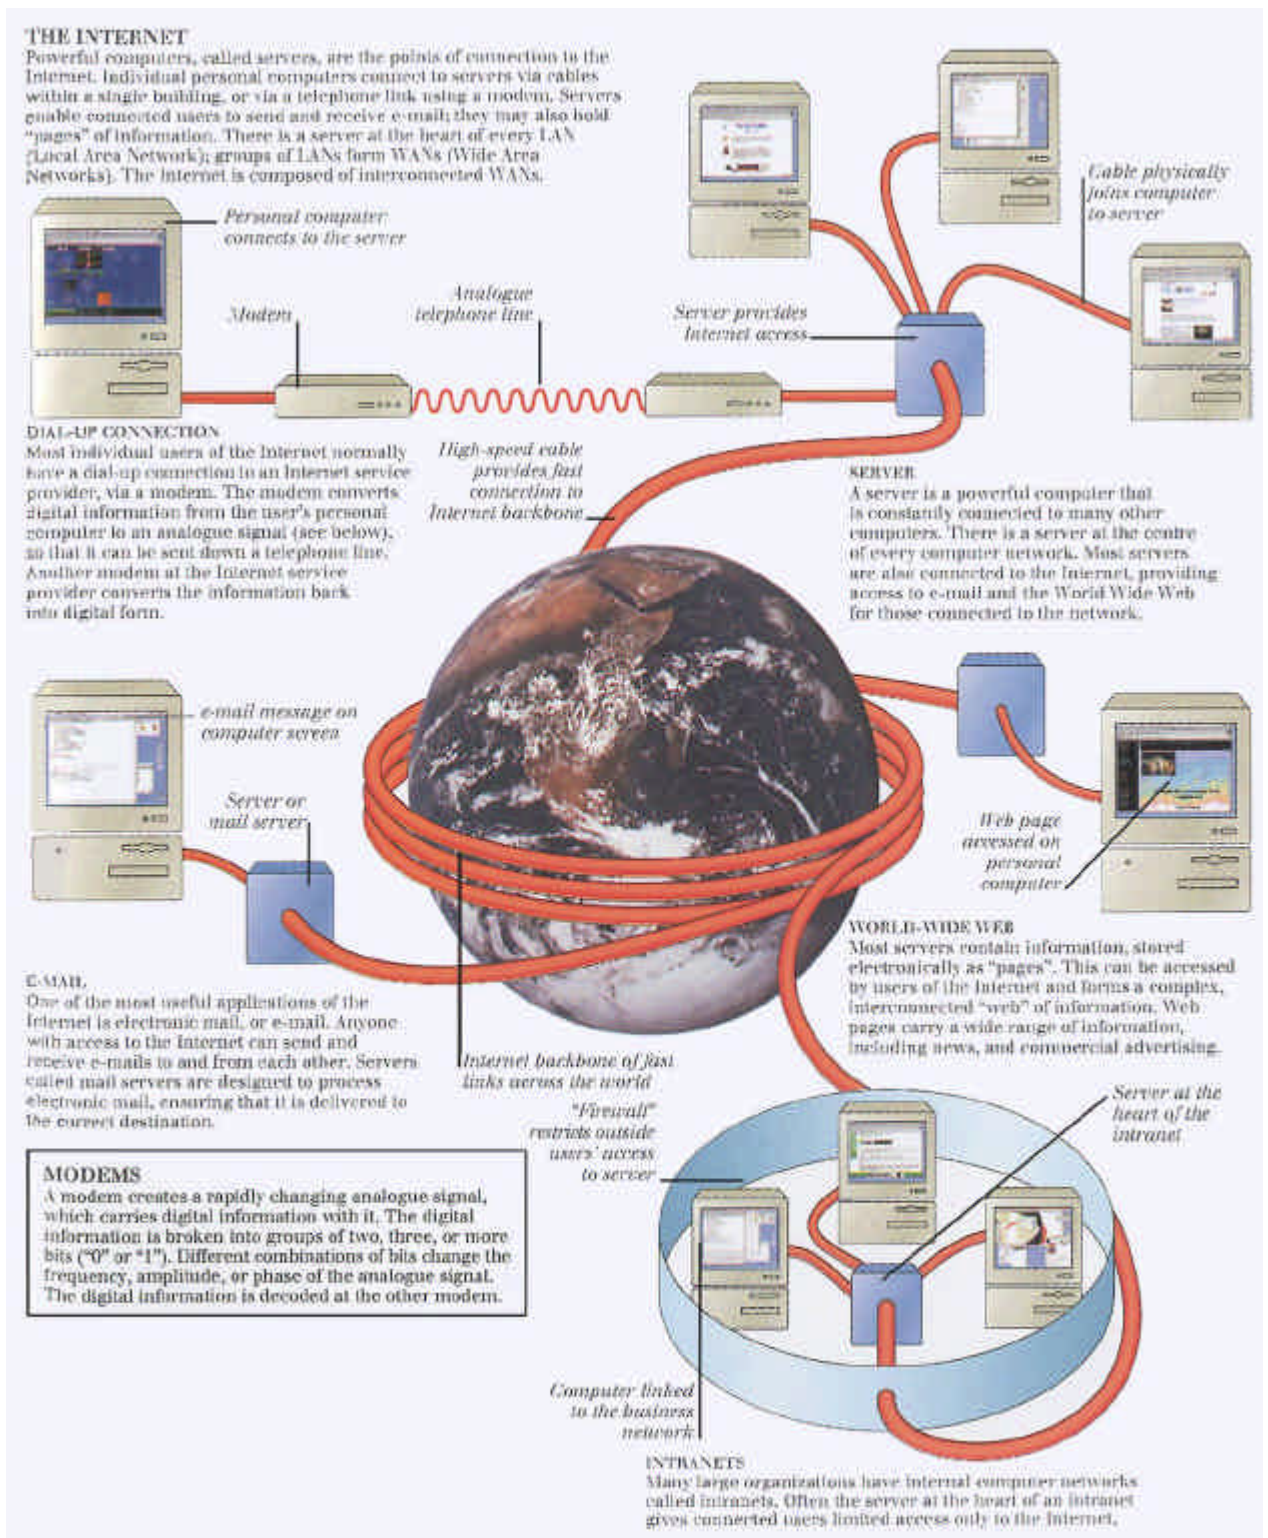 THE INTERNET
Powerful computers, called servers, are the points of connection to the
Internet. Individual personal computers connect to servers via cables
within a single building, or via a telephone link using a modem. Servers
enable connected users to send and receive e-mail; they may also hold
"pages" of information. There is a server at the heart of every LAN
(Local Area Network); groups of LANs form WANs (Wide Area
Networks). The Internet is composed of interconnected WANs.
Personal computer
connects to the server
Modem
Analogue
telephone line
Server provides
Internet access
Cable physically
joins computer
to server
DIAL-UP CONNECTION
Most individual users of the Internet normally
have a dial-up connection to an Internet service
provider, via a modem. The modem converts
digital information from the user's personal
computer to an analogue signal (see below),
so that it can be sent down a telephone line.
Another modem at the Internet service
provider converts the information back
into digital form.
High-speed cable
provides fast
connection to
Internet backbone
SERVER
A server is a powerful computer that
is constantly connected to many other
computers. There is a server at the centre
of every computer network. Most servers
are also connected to the Internet, providing
access to e-mail and the World Wide Web
for those connected to the network.
e-mail message on
computer screen
Server or
mail server
Web page
accessed on
personal
computer
E-MAIL
One of the most useful applications of the
Internet is electronic mail, or e-mail. Anyone
with access to the Internet can send and
receive e-mails to and from each other. Servers
called mail servers are designed to process
electronic mail, ensuring that it is delivered to
the correct destination.
WORLD-WIDE WEB
Most servers contain information, stored
electronically as "pages". This can be accessed
by users of the Internet and forms a complex,
interconnected "web" of information. Web
pages carry a wide range of information,
including news, and commercial advertising.
Internet backbone of fast
links across the world
"Firewall"
restricts outside
users' access
to server
Server at the
heart of the
intranet
MODEMS
A modem creates a rapidly changing analogue signal,
which carries digital information with it. The digital
information is broken into groups of two, three, or more
bits ("0" or "1"). Different combinations of bits change the
frequency, amplitude, or phase of the analogue signal.
The digital information is decoded at the other modem.
Computer linked
to the business
network
INTRANETS
Many large organizations have internal computer networks
called intranets. Often the server at the heart of an intranet
gives connected users limited access only to the Internet.